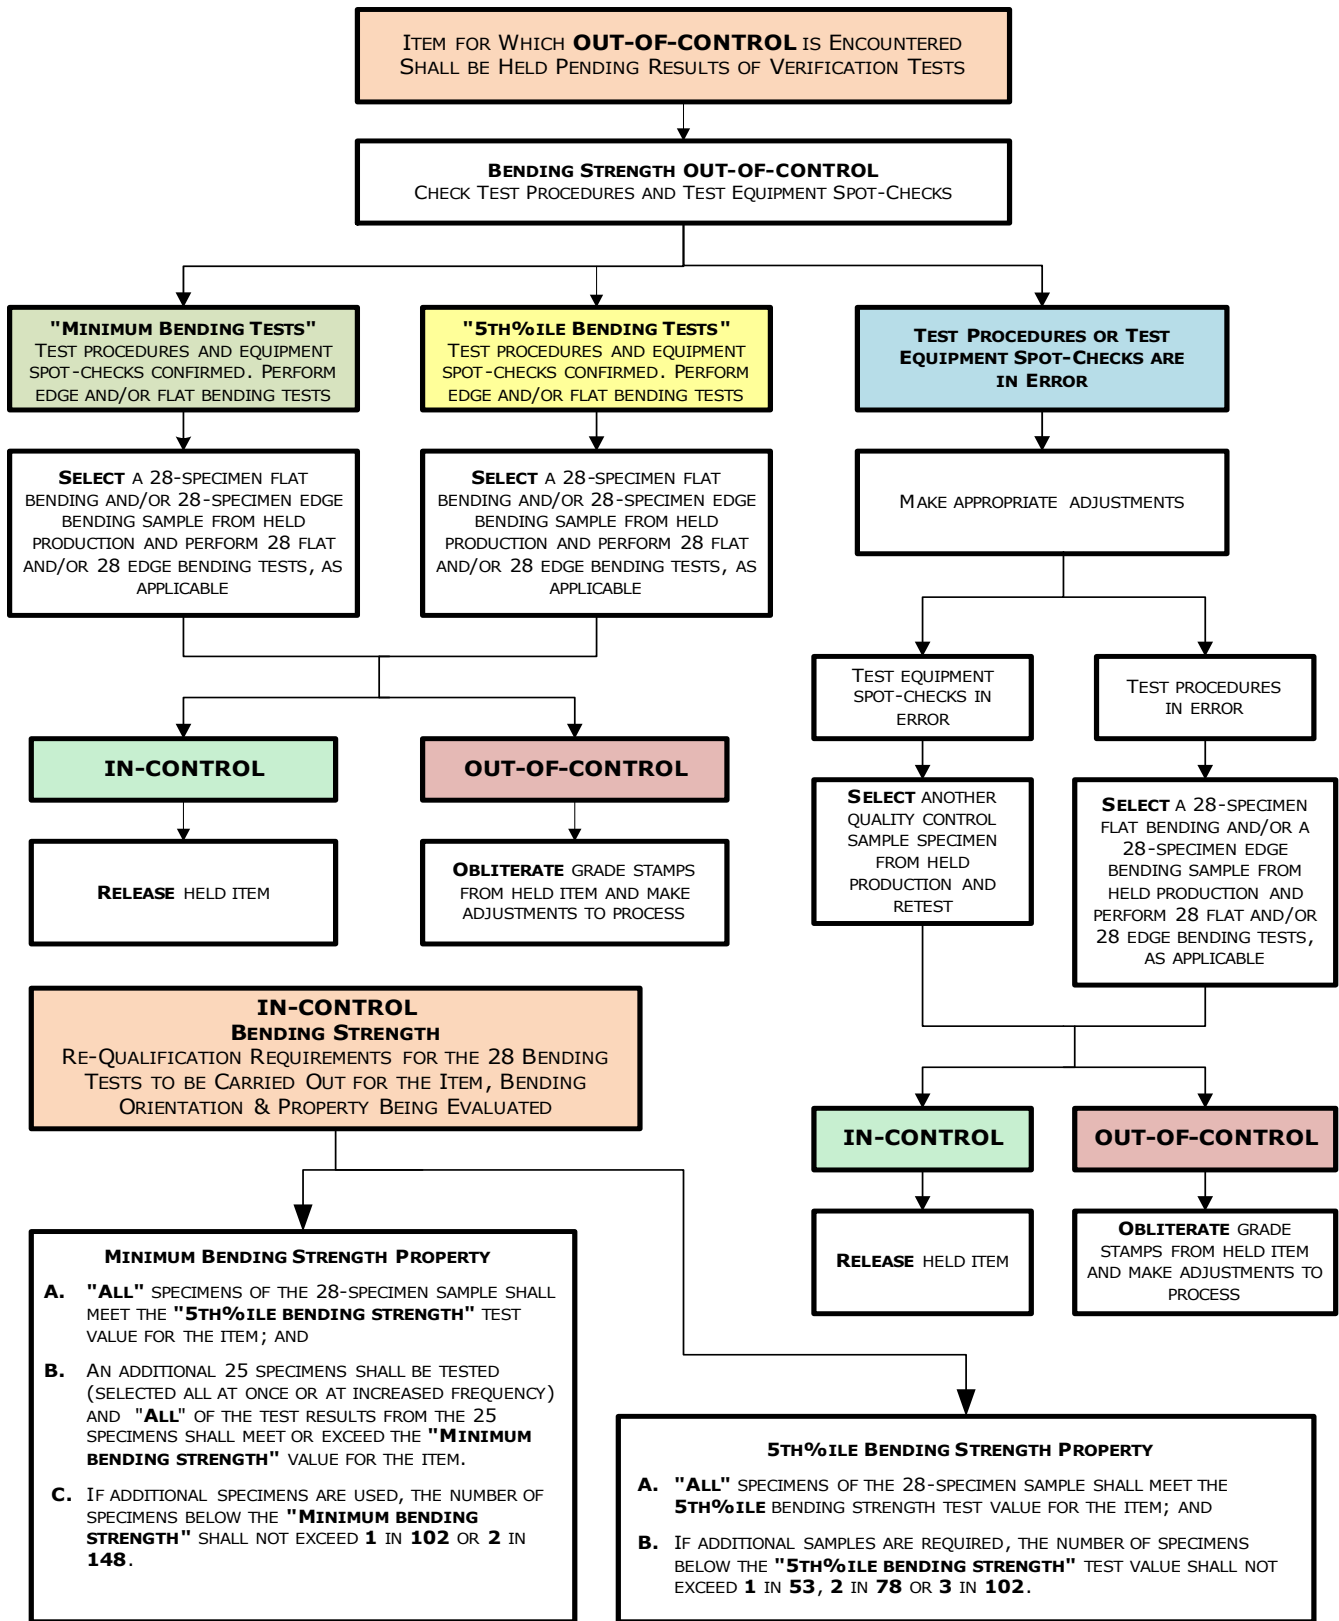 ITEM FOR WHICH OUT-OF-CONTROL IS ENCOUNTERED
SHALL BE HELD PENDING RESULTS OF VERIFICATION TESTS
BENDING STRENGTH OUT-OF-CONTROL
CHECK TEST PROCEDURES AND TEST EQUIPMENT SPOT-CHECKS
"MINIMUM BENDING TESTS"
TEST PROCEDURES AND EQUIPMENT
SPOT-CHECKS CONFIRMED. PERFORM
EDGE AND/OR FLAT BENDING TESTS
"5TH%ILE BENDING TESTS"
TEST PROCEDURES AND EQUIPMENT
SPOT-CHECKS CONFIRMED. PERFORM
EDGE AND/OR FLAT BENDING TESTS
TEST PROCEDURES OR TEST
EQUIPMENT SPOT-CHECKS ARE
IN ERROR
SELECT A 28-SPECIMEN FLAT
BENDING AND/OR 28-SPECIMEN EDGE
BENDING SAMPLE FROM HELD
PRODUCTION AND PERFORM 28 FLAT
AND/OR 28 EDGE BENDING TESTS, AS
APPLICABLE
SELECT A 28-SPECIMEN FLAT
BENDING AND/OR 28-SPECIMEN EDGE
BENDING SAMPLE FROM HELD
PRODUCTION AND PERFORM 28 FLAT
AND/OR 28 EDGE BENDING TESTS, AS
APPLICABLE
MAKE APPROPRIATE ADJUSTMENTS
TEST EQUIPMENT
SPOT-CHECKS IN
ERROR
TEST PROCEDURES
IN ERROR
IN-CONTROL
OUT-OF-CONTROL
SELECT ANOTHER
QUALITY CONTROL
SAMPLE SPECIMEN
FROM HELD
PRODUCTION AND
RETEST
SELECT A 28-SPECIMEN
FLAT BENDING AND/OR A
28-SPECIMEN EDGE
BENDING SAMPLE FROM
HELD PRODUCTION AND
PERFORM 28 FLAT AND/OR
28 EDGE BENDING TESTS,
AS APPLICABLE
RELEASE HELD ITEM
OBLITERATE GRADE STAMPS
FROM HELD ITEM AND MAKE
ADJUSTMENTS TO PROCESS
IN-CONTROL
BENDING STRENGTH
RE-QUALIFICATION REQUIREMENTS FOR THE 28 BENDING
TESTS TO BE CARRIED OUT FOR THE ITEM, BENDING
ORIENTATION & PROPERTY BEING EVALUATED
IN-CONTROL
OUT-OF-CONTROL
RELEASE HELD ITEM
OBLITERATE GRADE
STAMPS FROM HELD ITEM
AND MAKE ADJUSTMENTS TO
PROCESS
MINIMUM BENDING STRENGTH PROPERTY
A. "ALL" SPECIMENS OF THE 28-SPECIMEN SAMPLE SHALL
MEET THE "5TH%ILE BENDING STRENGTH" TEST
VALUE FOR THE ITEM; AND
B. AN ADDITIONAL 25 SPECIMENS SHALL BE TESTED
(SELECTED ALL AT ONCE OR AT INCREASED FREQUENCY)
AND "ALL" OF THE TEST RESULTS FROM THE 25
SPECIMENS SHALL MEET OR EXCEED THE "MINIMUM
BENDING STRENGTH" VALUE FOR THE ITEM.
C. IF ADDITIONAL SPECIMENS ARE USED, THE NUMBER OF
SPECIMENS BELOW THE "MINIMUM BENDING
STRENGTH" SHALL NOT EXCEED 1 IN 102 OR 2 IN
148.
5TH%ILE BENDING STRENGTH PROPERTY
A. "ALL" SPECIMENS OF THE 28-SPECIMEN SAMPLE SHALL MEET THE
5TH%ILE BENDING STRENGTH TEST VALUE FOR THE ITEM; AND
B. IF ADDITIONAL SAMPLES ARE REQUIRED, THE NUMBER OF SPECIMENS
BELOW THE "5TH%ILE BENDING STRENGTH" TEST VALUE SHALL NOT
EXCEED 1 IN 53, 2 IN 78 OR 3 IN 102.